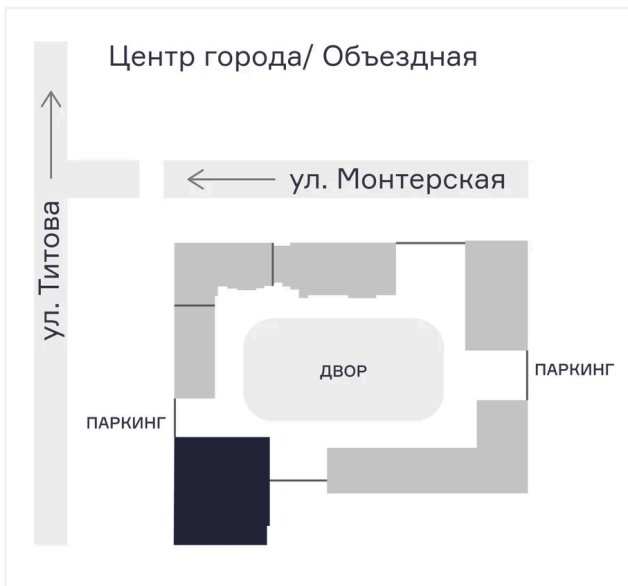 Центр города/ Объездная
ул. Монтерская
ул. Титова
ДВОР
ПАРКИНГ
ПАРКИНГ